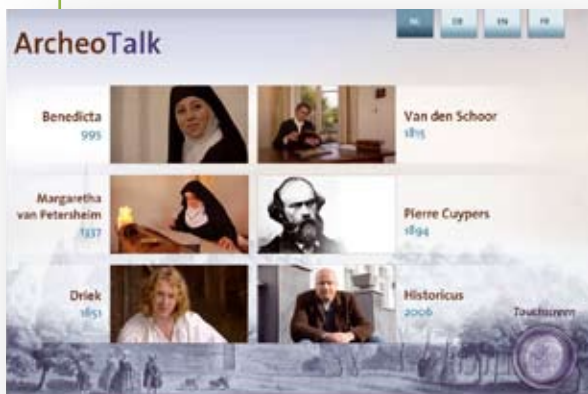 ArcheoTalk
NL
GB
EN
FR
Benedicta
995
Van den Schoor
1815
Margaretha
van Petersheim
1337
Pierre Cuypers
1894
Driek
1851
Historicus
2006
Touchscreen